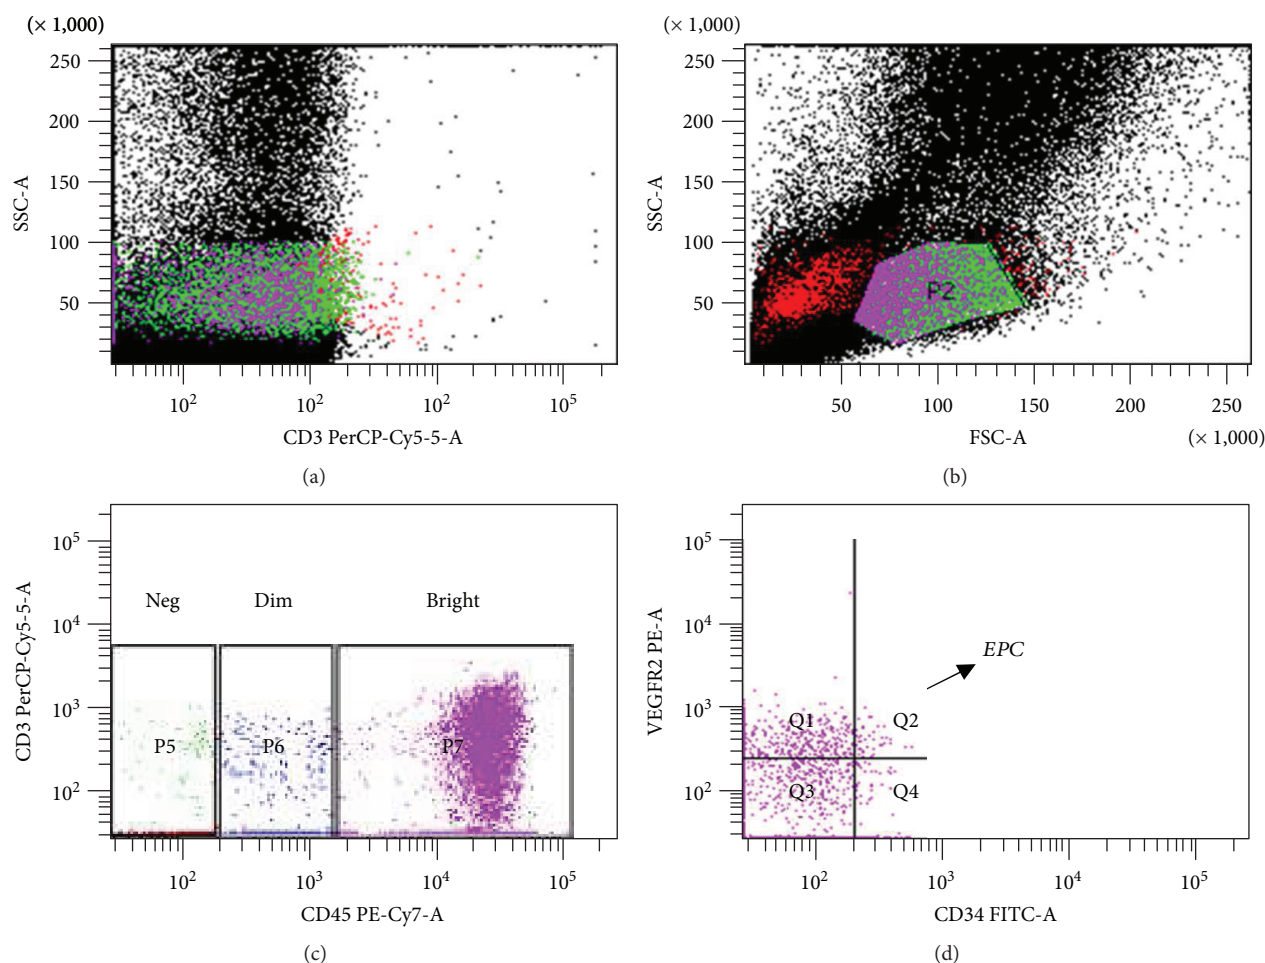 (× 1,000)
250
200
150
100
50
SSC-A
10²
10²
10²
10⁵
CD3 PerCP-Cy5-5-A
(a)
(× 1,000)
250
200
150
100
50
SSC-A
P2
50
100
150
200
250
FSC-A
(× 1,000)
(b)
10⁵
10⁴
10³
10²
CD3 PerCP-Cy5-5-A
Neg
Dim
Bright
P5
P6
P7
10²
10³
10⁴
10⁵
CD45 PE-Cy7-A
(c)
10⁵
10⁴
10³
10²
VEGFR2 PE-A
EPC
Q1
Q2
Q3
Q4
10²
10³
10⁴
10⁵
CD34 FITC-A
(d)